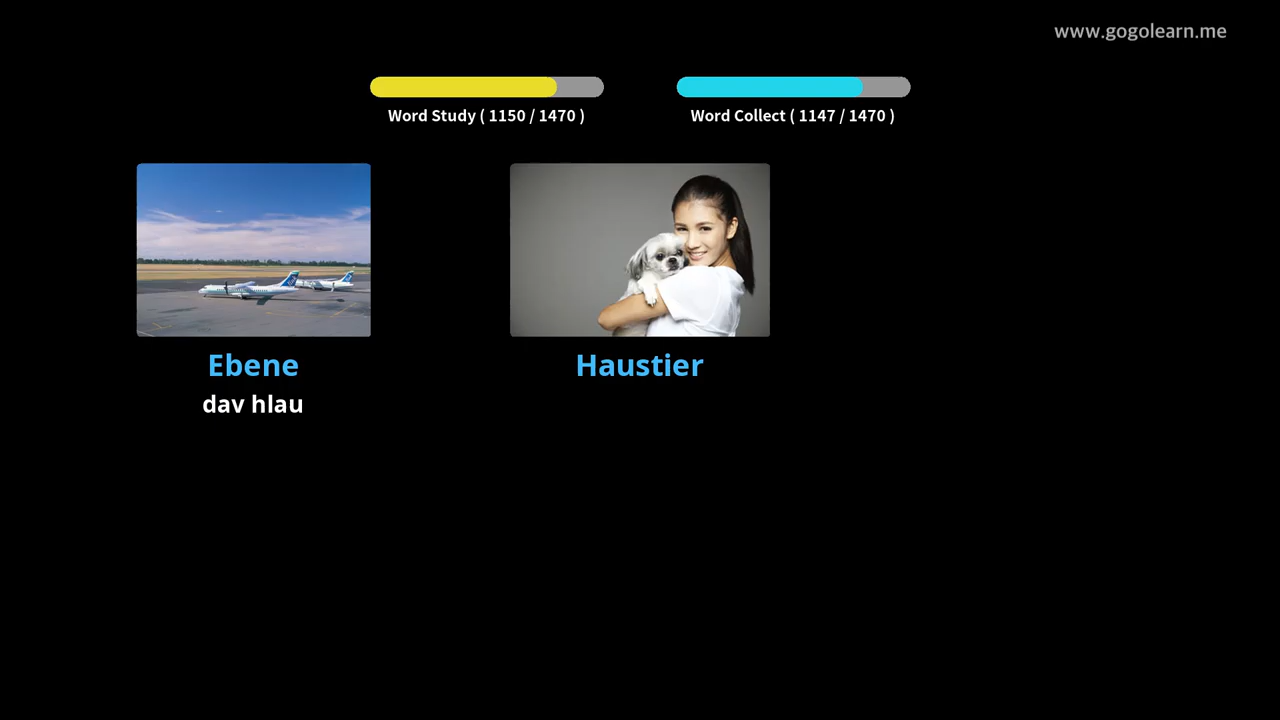 www.gogolearn.me
Word Study ( 1150 / 1470 )
Word Collect ( 1147 / 1470 )
Ebene
dav hlau
Haustier